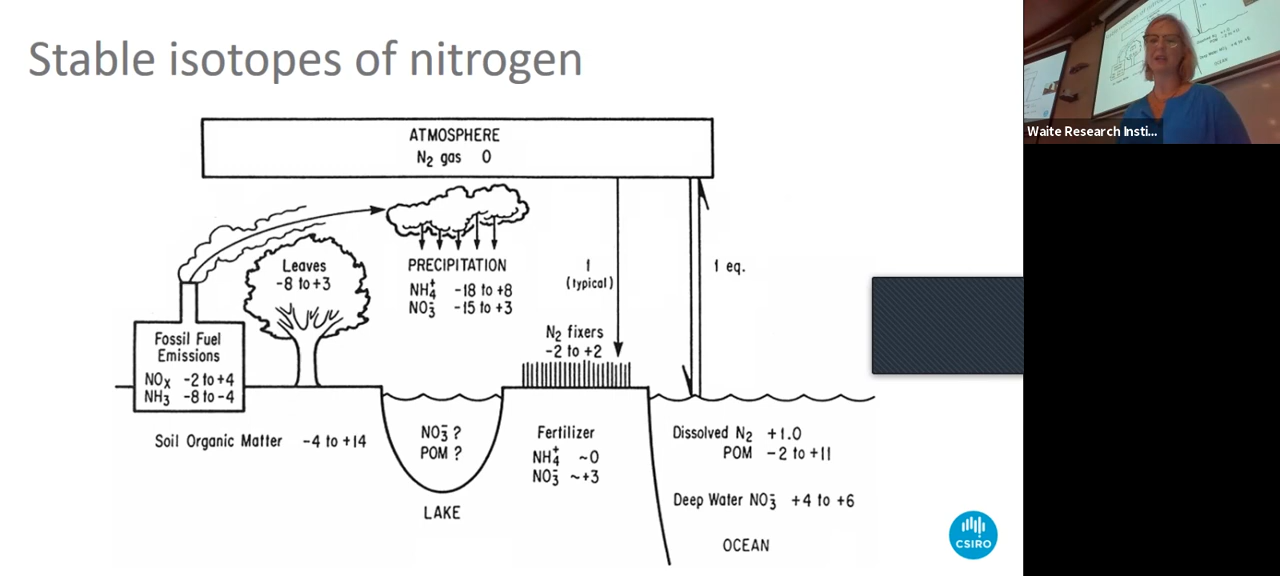 Stable isotopes of nitrogen
ATMOSPHERE
N₂ gas 0
Leaves
-8 to +3
PRECIPITATION
NH₄⁺ -18 to +8
NO₃⁻ -15 to +3
1
(typical)
1 eq.
N₂ fixers
-2 to +2
Fossil Fuel
Emissions
NOₓ -2 to +4
NH₃ -8 to -4
Soil Organic Matter -4 to +14
NO₃⁻ ?
POM ?
LAKE
Fertilizer
NH₄⁺ ~0
NO₃⁻ ~+3
Dissolved N₂ +1.0
POM -2 to +11
Deep Water NO₃⁻ +4 to +6
OCEAN
CSIRO
Waite Research Insti...
OCEAN